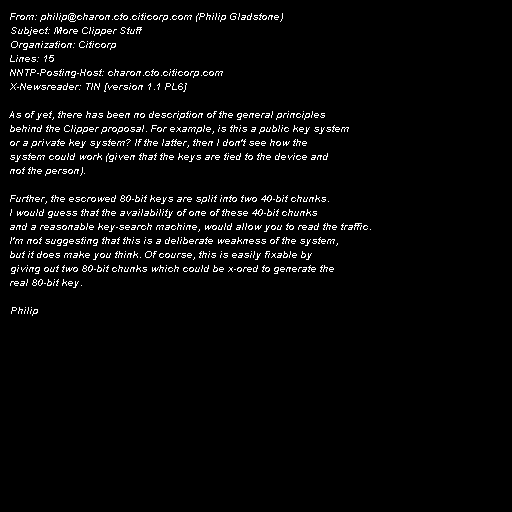 From: philip@charon.cto.citicorp.com (Philip Gladstone)
Subject: More Clipper Stuff
Organization: Citicorp
Lines: 15
NNTP-Posting-Host: charon.cto.citicorp.com
X-Newsreader: TIN [version 1.1 PL6]

As of yet, there has been no description of the general principles
behind the Clipper proposal. For example, is this a public key system
or a private key system? If the latter, then I don't see how the
system could work (given that the keys are tied to the device and
not the person).

Further, the escrowed 80-bit keys are split into two 40-bit chunks.
I would guess that the availability of one of these 40-bit chunks
and a reasonable key-search machine, would allow you to read the traffic.
I'm not suggesting that this is a deliberate weakness of the system,
but it does make you think. Of course, this is easily fixable by
giving out two 80-bit chunks which could be x-ored to generate the
real 80-bit key.

Philip